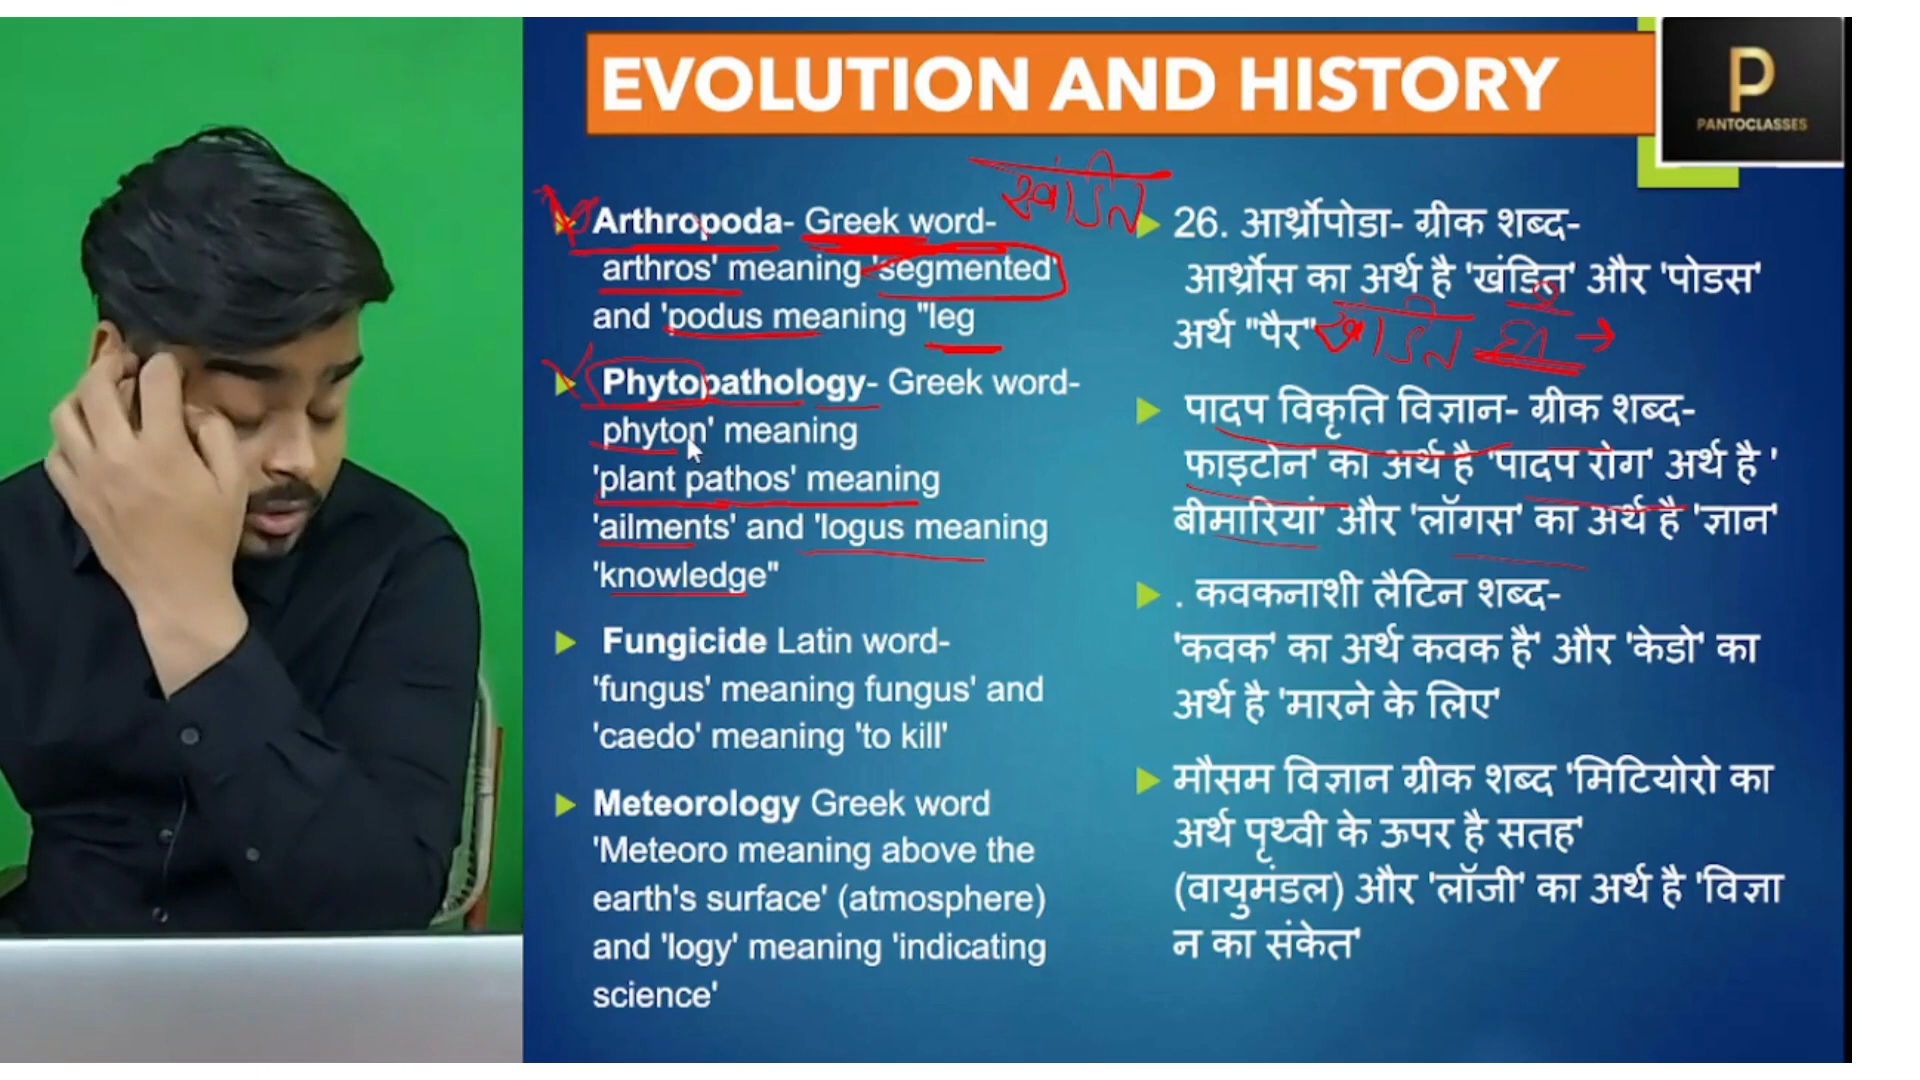 EVOLUTION AND HISTORY
P
PANTOCLASSES
Arthropoda- Greek word-
arthros' meaning 'segmented'
and 'podus meaning "leg
Phytopathology- Greek word-
phyton' meaning
'plant pathos' meaning
'ailments' and 'logus meaning
'knowledge"
Fungicide Latin word-
'fungus' meaning fungus' and
'caedo' meaning 'to kill'
Meteorology Greek word
'Meteoro meaning above the
earth's surface' (atmosphere)
and 'logy' meaning 'indicating
science'
खंडित
26. आर्थ्रोपोडा- ग्रीक शब्द-
आर्थ्रोस का अर्थ है 'खंडित' और 'पोडस'
अर्थ "पैर"
खंडित
पादप विकृति विज्ञान- ग्रीक शब्द-
फाइटोन' का अर्थ है 'पादप रोग' अर्थ है '
बीमारियां' और 'लॉगस' का अर्थ है 'ज्ञान'
. कवकनाशी लैटिन शब्द-
'कवक' का अर्थ कवक है' और 'केडो' का
अर्थ है 'मारने के लिए'
मौसम विज्ञान ग्रीक शब्द 'मिटियोरो का
अर्थ पृथ्वी के ऊपर है सतह'
(वायुमंडल) और 'लॉजी' का अर्थ है 'विज्ञा
न का संकेत'